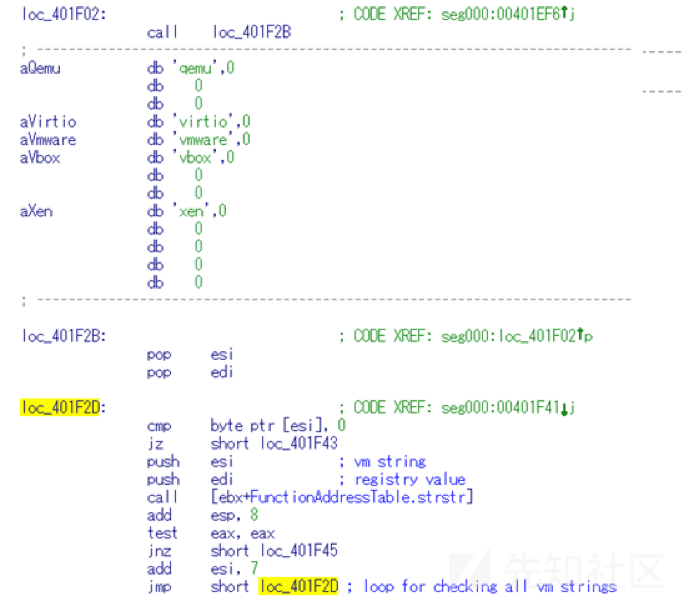 loc_401F02: ; CODE XREF: seg000:00401EF6↑j
call loc_401F2B
; ---------------------------------------------------------------------------
aQemu db 'qemu',0
db 0
db 0
aVirtio db 'virtio',0
aVmware db 'vmware',0
aVbox db 'vbox',0
db 0
db 0
aXen db 'xen',0
db 0
db 0
db 0
db 0
; ---------------------------------------------------------------------------
loc_401F2B: ; CODE XREF: seg000:loc_401F02↑p
pop esi
pop edi
loc_401F2D: ; CODE XREF: seg000:00401F41↓j
cmp byte ptr [esi], 0
jz short loc_401F43
push esi ; vm string
push edi ; registry value
call [ebx+FunctionAddressTable.strstr]
add esp, 8
test eax, eax
jnz short loc_401F45
add esi, 7
jmp short loc_401F2D ; loop for checking all vm strings
先知社区